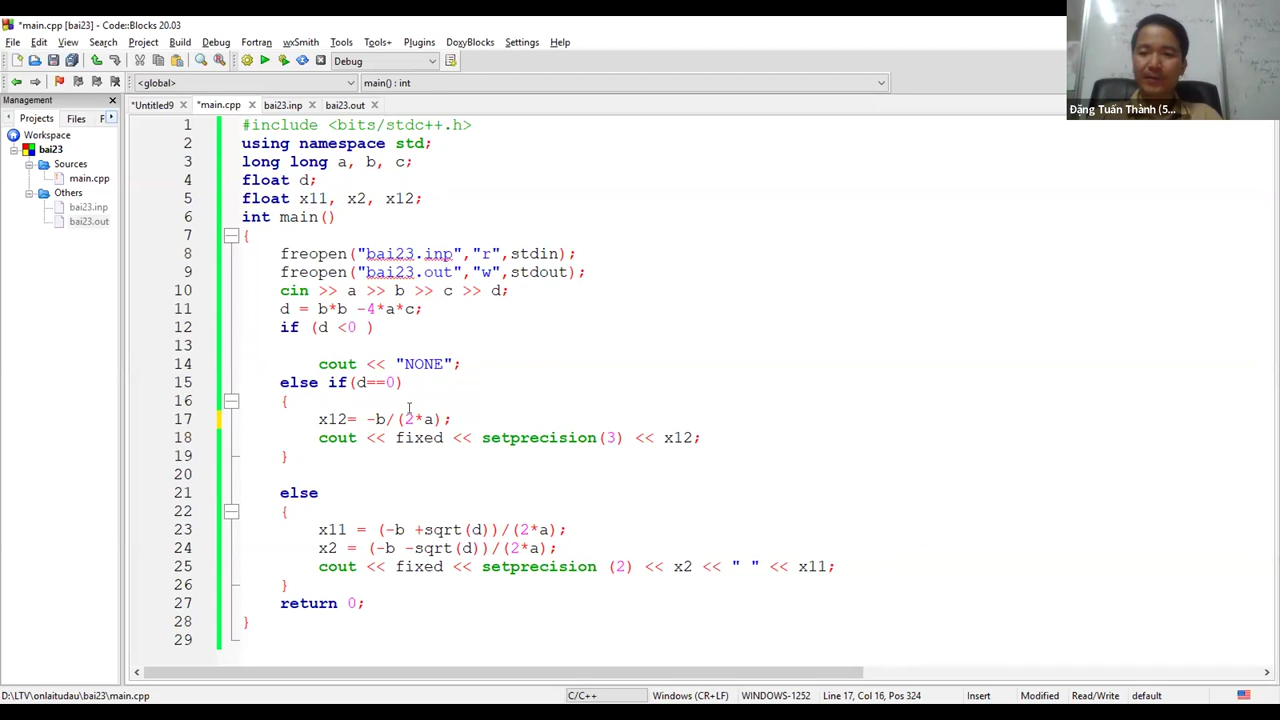 *main.cpp [bai23] - Code::Blocks 20.03
File Edit View Search Project Build Debug Fortran wxSmith Tools Tools+ Plugins DoxyBlocks Settings Help
Debug
<global> main() : int
Management
Projects Files F
Workspace
bai23
Sources
main.cpp
Others
bai23.inp
bai23.out
*Untitled9 *main.cpp bai23.inp bai23.out
1 #include <bits/stdc++.h>
2 using namespace std;
3 long long a, b, c;
4 float d;
5 float x11, x2, x12;
6 int main()
7 {
8 freopen("bai23.inp","r",stdin);
9 freopen("bai23.out","w",stdout);
10 cin >> a >> b >> c >> d;
11 d = b*b -4*a*c;
12 if (d <0 )
13
14 cout << "NONE";
15 else if(d==0)
16 {
17 x12= -b/(2*a);
18 cout << fixed << setprecision(3) << x12;
19 }
20
21 else
22 {
23 x11 = (-b +sqrt(d))/(2*a);
24 x2 = (-b -sqrt(d))/(2*a);
25 cout << fixed << setprecision (2) << x2 << " " << x11;
26 }
27 return 0;
28 }
29
Đặng Tuấn Thành (5...
D:\LTV\onlaitudau\bai23\main.cpp C/C++ Windows (CR+LF) WINDOWS-1252 Line 17, Col 16, Pos 324 Insert Modified Read/Write default